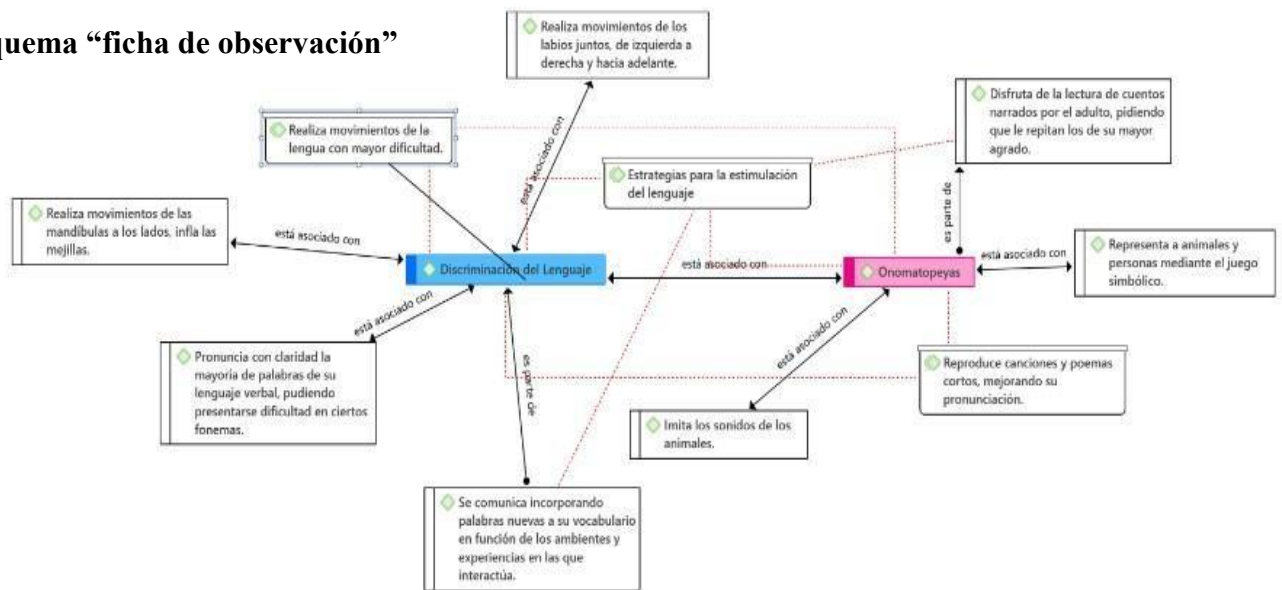 quema “ficha de observación”
Realiza movimientos de los
labios juntos, de izquierda a
derecha y hacia adelante.
Disfruta de la lectura de cuentos
narrados por el adulto, pidiendo
que le repitan los de su mayor
agrado.
Realiza movimientos de la
lengua con mayor dificultad.
está asociado con
Estrategias para la estimulación
del lenguaje
es parte de
Realiza movimientos de las
mandíbulas a los lados, infla las
mejillas.
está asociado con
Discriminación del Lenguaje
está asociado con
Onomatopeyas
está asociado con
Representa a animales y
personas mediante el juego
simbólico.
está asociado con
está asociado con
Pronuncia con claridad la
mayoría de palabras de su
lenguaje verbal, pudiendo
presentarse dificultad en ciertos
fonemas.
es parte de
Reproduce canciones y poemas
cortos, mejorando su
pronunciación.
Imita los sonidos de los
animales.
Se comunica incorporando
palabras nuevas a su vocabulario
en función de los ambientes y
experiencias en las que
interactúa.